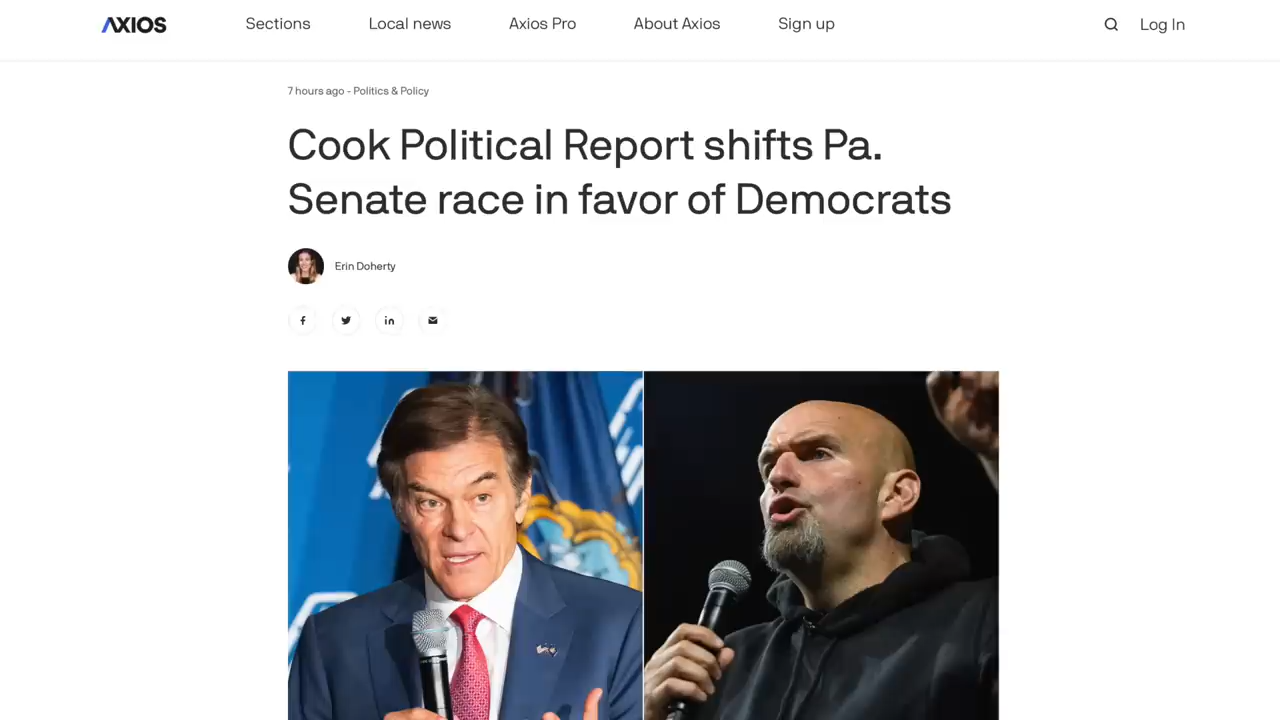 AXIOS
Sections
Local news
Axios Pro
About Axios
Sign up
Log In
7 hours ago - Politics & Policy
Cook Political Report shifts Pa.
Senate race in favor of Democrats
Erin Doherty